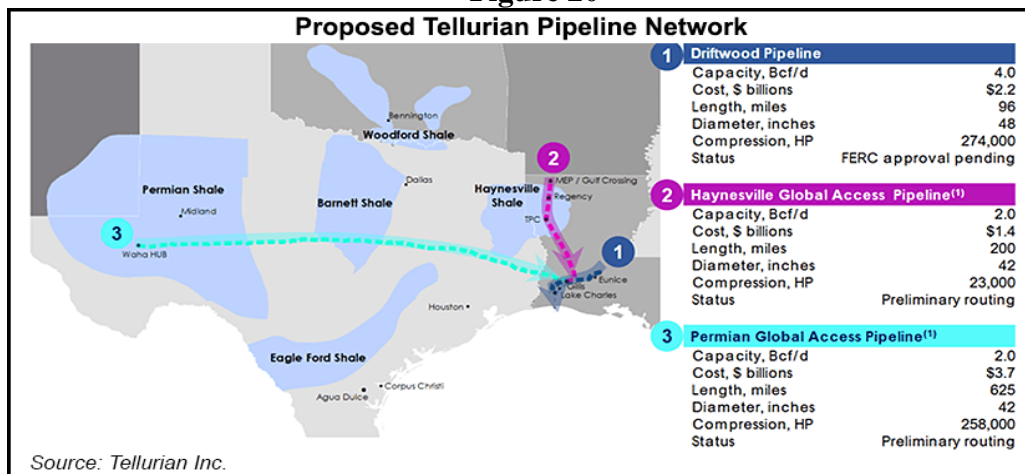 Proposed Tellurian Pipeline Network
Bennington
Woodford Shale
Dallas
Permian Shale
Midland
Barnett Shale
Haynesville
Shale
2
MEP / Gulf Crossing
Regency
TPC
3
Waha HUB
1
Eunice
Gillis
Lake Charles
Houston
Eagle Ford Shale
Corpus Christi
Agua Dulce
1 Driftwood Pipeline
Capacity, Bcf/d 4.0
Cost, $ billions $2.2
Length, miles 96
Diameter, inches 48
Compression, HP 274,000
Status FERC approval pending
2 Haynesville Global Access Pipeline(1)
Capacity, Bcf/d 2.0
Cost, $ billions $1.4
Length, miles 200
Diameter, inches 42
Compression, HP 23,000
Status Preliminary routing
3 Permian Global Access Pipeline(1)
Capacity, Bcf/d 2.0
Cost, $ billions $3.7
Length, miles 625
Diameter, inches 42
Compression, HP 258,000
Status Preliminary routing
Source: Tellurian Inc.